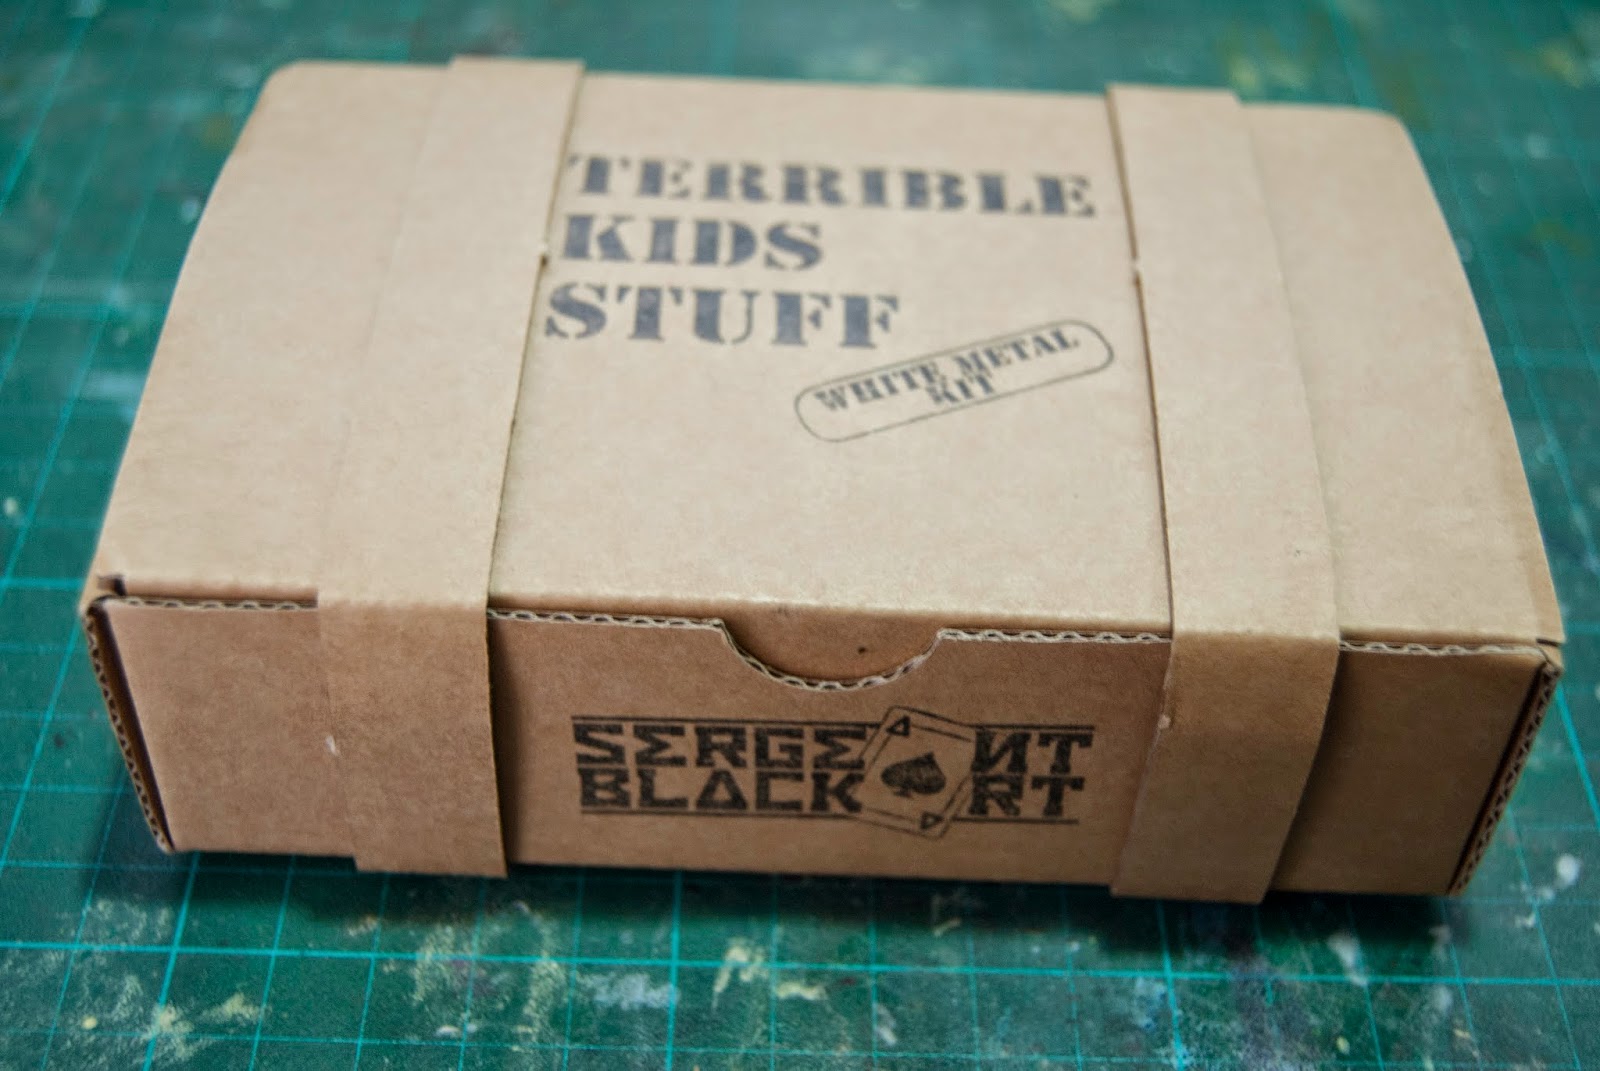 TERRIBLE
KIDS
STUFF
WHITE METAL
KIT
SERGEANT
BLACKART